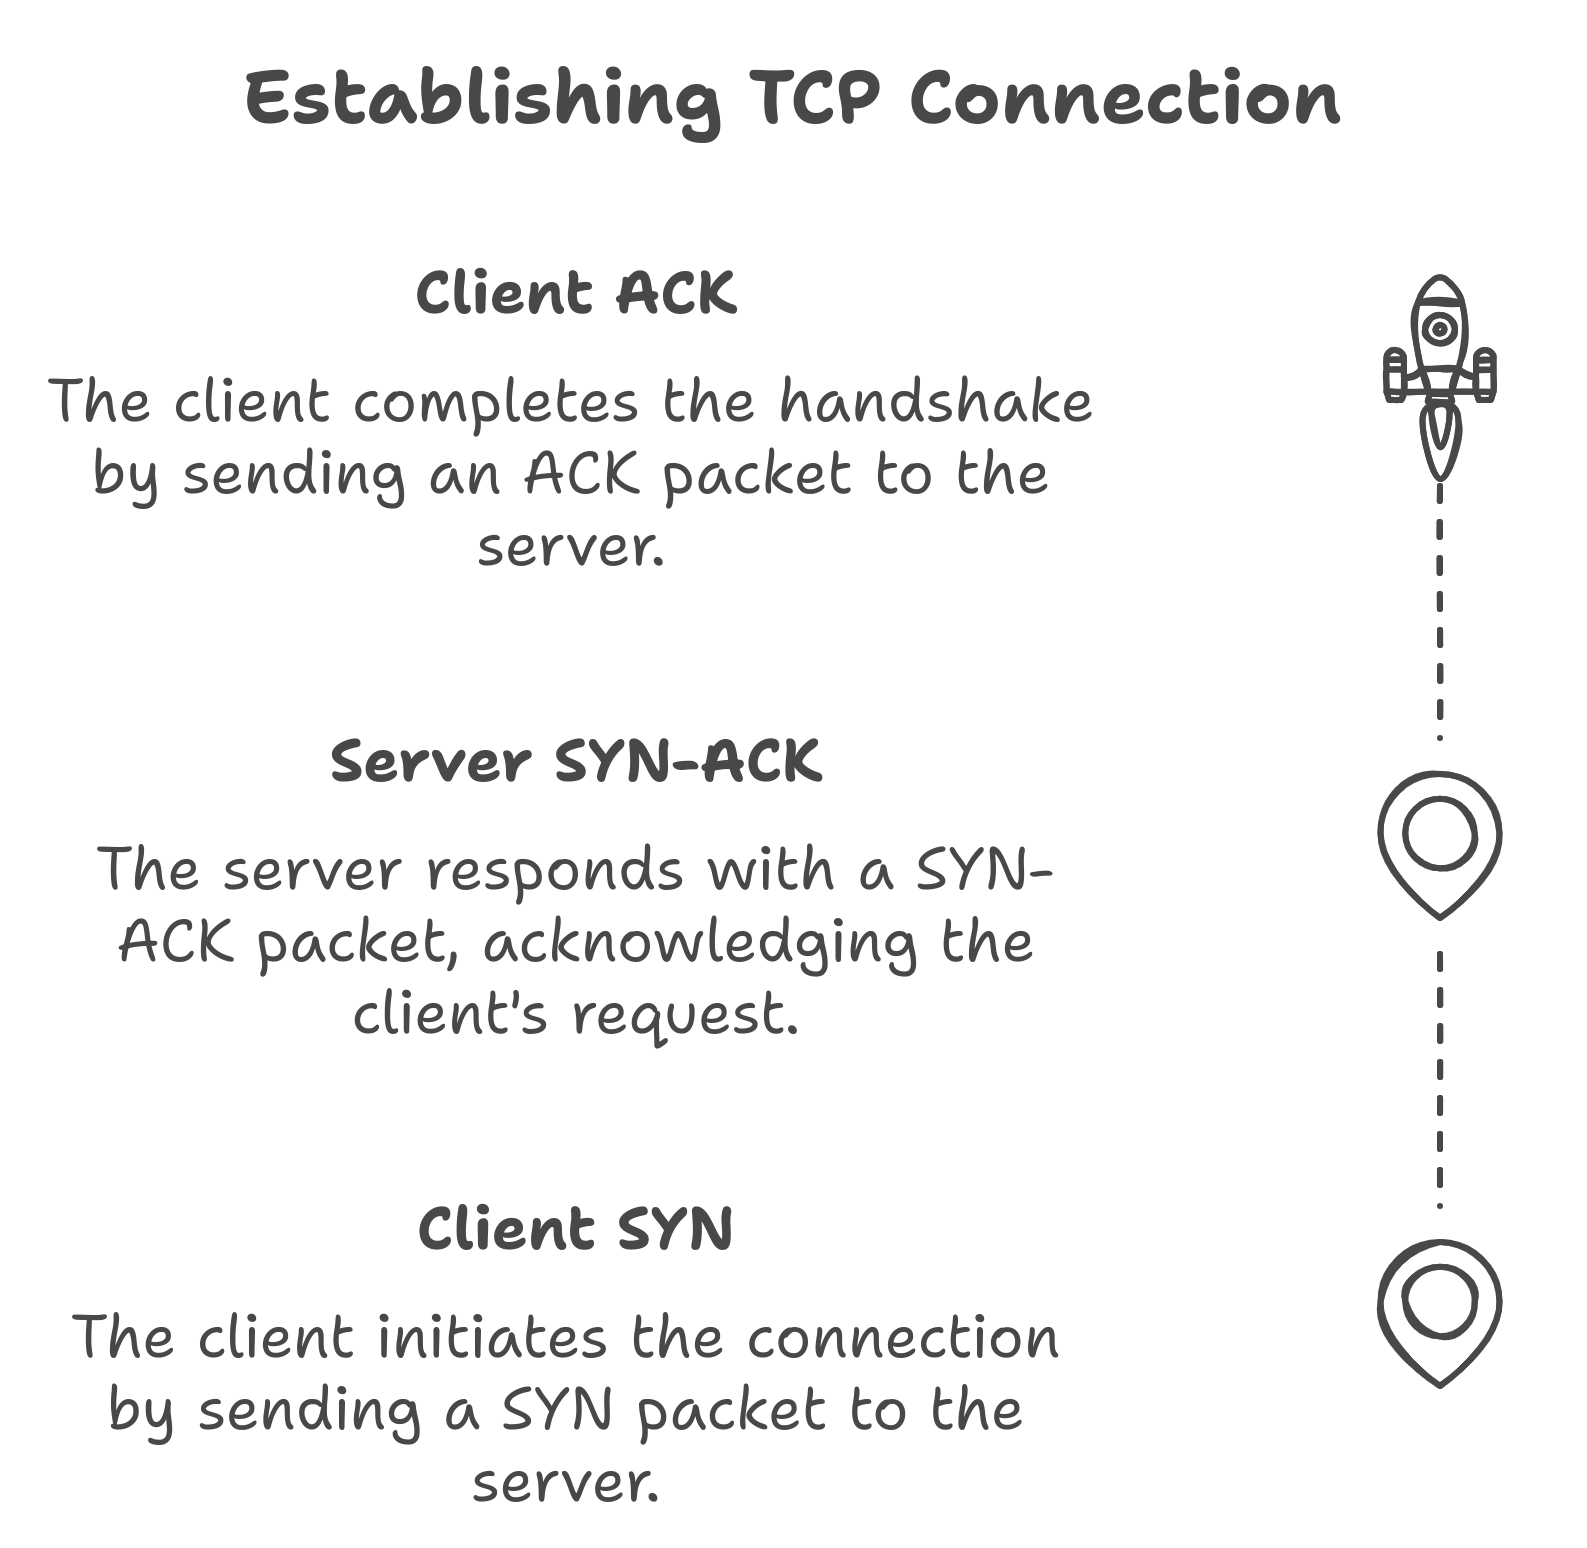 Establishing TCP Connection
Client ACK
The client completes the handshake
by sending an ACK packet to the
server.
Server SYN-ACK
The server responds with a SYN-
ACK packet, acknowledging the
client's request.
Client SYN
The client initiates the connection
by sending a SYN packet to the
server.